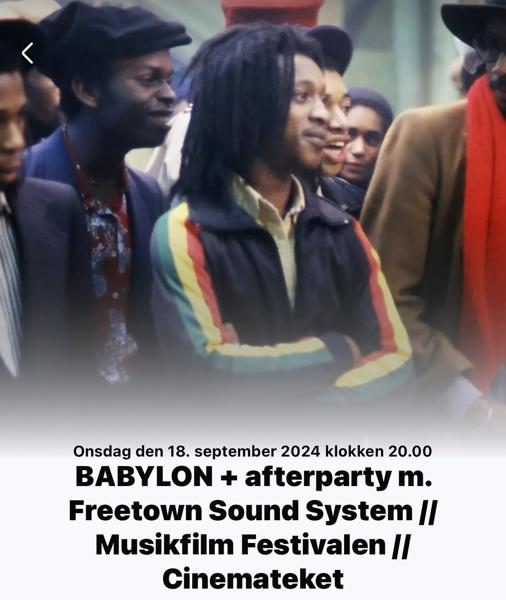 Onsdag den 18. september 2024 klokken 20.00
BABYLON + afterparty m.
Freetown Sound System //
Musikfilm Festivalen //
Cinemateket